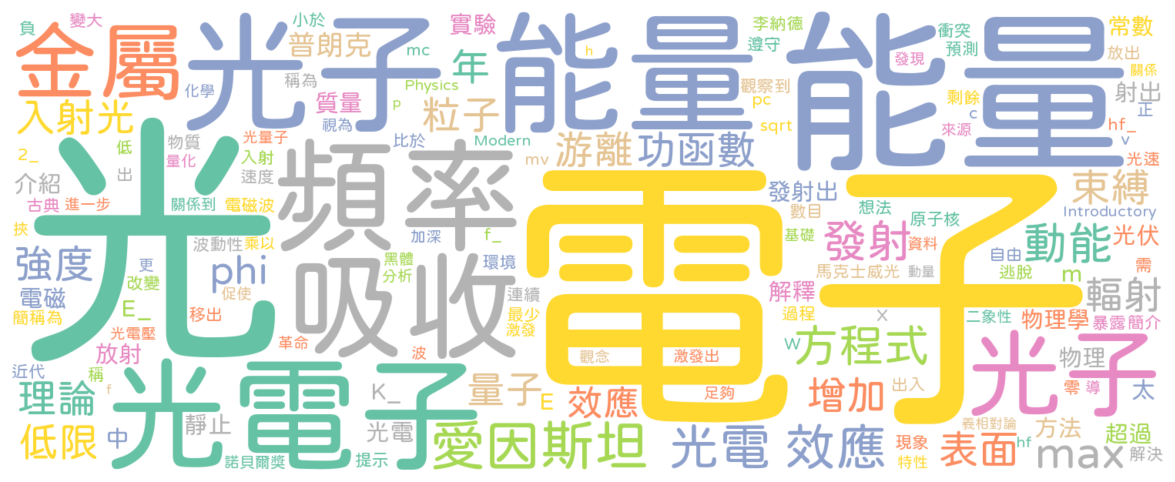 負
變大
金屬
光子
小於
普朗克
稱為
化學
mc
實驗
年
Physics
質量
p
視為
粒子
能量
h
李納德
遵守
觀察到
pc
sqrt
能量
衝突
預測
發現
剩餘
c
來源
常數
放出
關係
射出
正
hf_
v
光速
入射光
2_
低
出
介紹
古典
進一步
挾
物質
量化
光量子
入射
速度
關係到
電磁波
波動性
乘以
光
頻率
吸收
比於
Modern
mv
加深
f_
黑體
分析
環境
連續
最少
激發
游離
功函數
電子
發射出
數目
基礎
想法
原子核
發射
資料
自由
逃脫
束縛
Introductory
動能
光伏
需
m
強度
phi
更
改變
促使
電磁
簡稱為
E_
移出
光電壓
放射
稱
近代
f
革命
波
馬克士威光
動量
解釋
過程
x
輻射
二象性
物理學
暴露
簡介
W
方程式
光子
物理
零
導
太
理論
光電子
K_
靜止
光電
量子
E
觀念
激發出
足夠
效應
增加
出入
低限
中
諾貝爾獎
提示
愛因斯坦
光電
效應
現象
特性
表面
義相對論
hf
方法
max
超過
解決